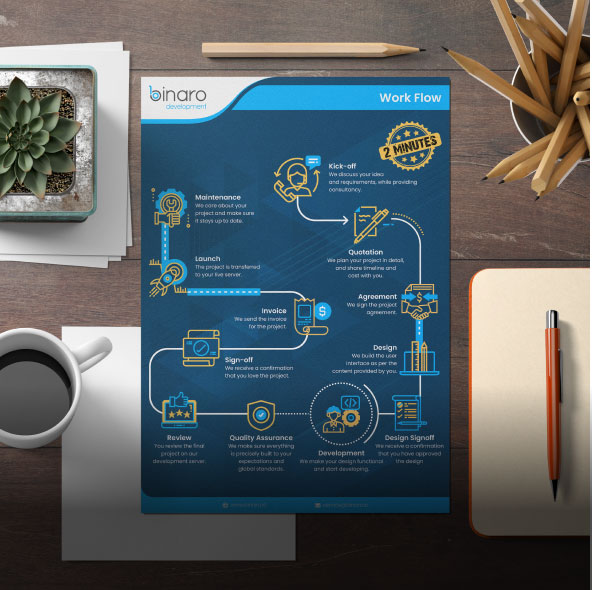 binaro
development
Work Flow
2 MINUTES
Kick-off
We discuss your idea
and requirements, while providing
consultancy.
Maintenance
We care about your
project and make sure
it stays up to date.
Quotation
We plan your project in detail,
and share timeline and
cost with you.
Launch
The project is transferred
to your live server.
Agreement
We sign the project
agreement.
Invoice
We send the invoice
for the project.
Design
We build the user
interface as per the
content provided by you.
Sign-off
We receive a confirmation
that you love the project.
Review
You review the final
project on our
development server.
Quality Assurance
We make sure everything
is precisely built to your
expectations and
global standards.
Development
We make your design functional
and start developing.
Design Signoff
We receive a confirmation
that you have approved
the design